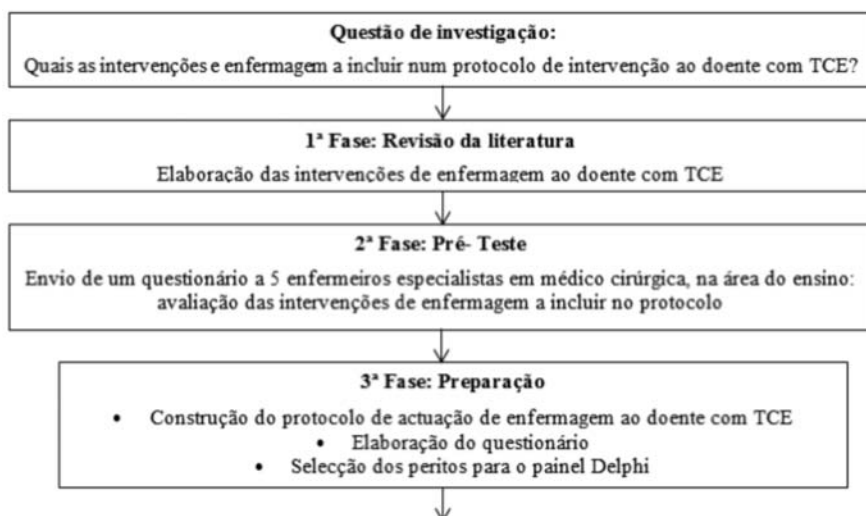 Questão de investigação:
Quais as intervenções e enfermagem a incluir num protocolo de intervenção ao doente com TCE?
1ª Fase: Revisão da literatura
Elaboração das intervenções de enfermagem ao doente com TCE
2ª Fase: Pré- Teste
Envio de um questionário a 5 enfermeiros especialistas em médico cirúrgica, na área do ensino:
avaliação das intervenções de enfermagem a incluir no protocolo
3ª Fase: Preparação
• Construção do protocolo de actuação de enfermagem ao doente com TCE
• Elaboração do questionário
• Selecção dos peritos para o painel Delphi